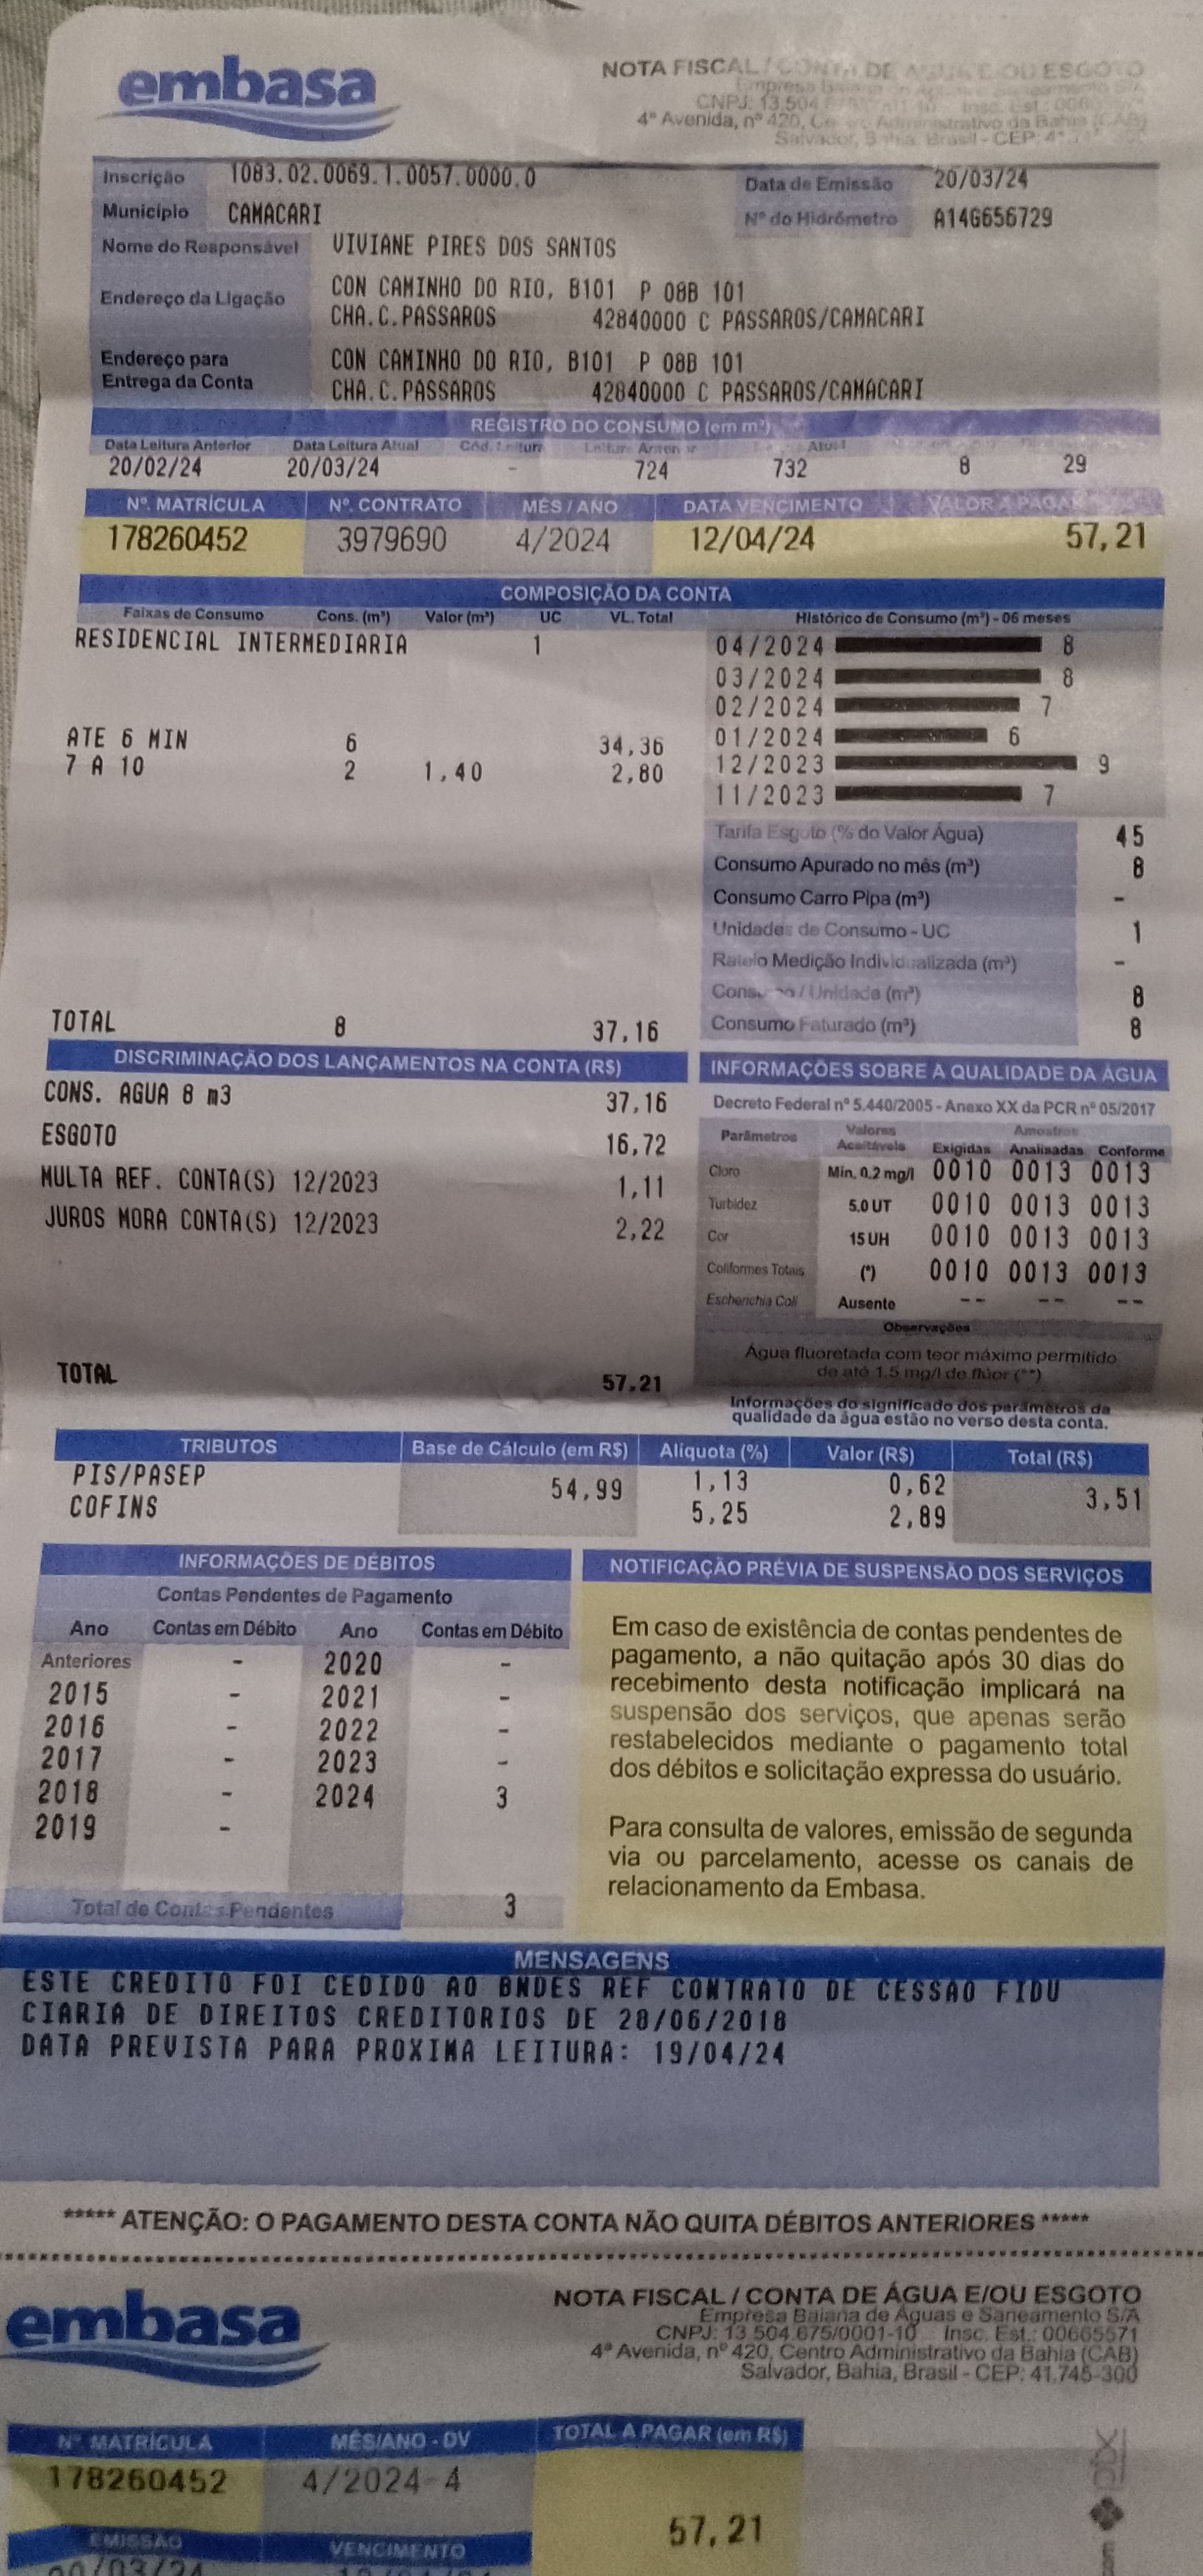 embasa
NOTA FISCAL / CONTA DE ÁGUA E/OU ESGOTO
CNPJ: 13.504
4ª Avenida, nº 420, Administrativo da Bahia (CAB)
Salvador, Bahia, Brasil - CEP
Inscrição 1083.02.0069.1.0057.0000.0 Data de Emissão 20/03/24
Município CAMACARI Nº do Hidrômetro A14G656729
Nome do Responsável VIVIANE PIRES DOS SANTOS
Endereço da Ligação CON CAMINHO DO RIO, B101 P 08B 101
CHA.C.PASSAROS 42840000 C PASSAROS/CAMACARI
Endereço para Entrega da Conta CON CAMINHO DO RIO, B101 P 08B 101
CHA.C.PASSAROS 42840000 C PASSAROS/CAMACARI
REGISTRO DO CONSUMO (em m³)
Data Leitura Anterior Data Leitura Atual Cód. Leitura Leitura Anterior Atual
20/02/24 20/03/24 - 724 732 8 29
Nº. MATRÍCULA Nº. CONTRATO MÊS / ANO DATA VENCIMENTO VALOR A PAGAR
178260452 3979690 4/2024 12/04/24 57,21
COMPOSIÇÃO DA CONTA
Faixas de Consumo Cons. (m³) Valor (m³) UC VL. Total
RESIDENCIAL INTERMEDIARIA 1
ATE 6 MIN 6 34,36
7 A 10 2 1,40 2,80
TOTAL 8 37,16
Histórico de Consumo (m³) - 06 meses
04/2024 8
03/2024 8
02/2024 7
01/2024 6
12/2023 9
11/2023 7
Tarifa Esgoto (% do Valor Água) 45
Consumo Apurado no mês (m³) 8
Consumo Carro Pipa (m³) -
Unidades de Consumo - UC 1
Rateio Medição Individualizada (m³) -
Consumo / Unidade (m³) 8
Consumo Faturado (m³) 8
DISCRIMINAÇÃO DOS LANÇAMENTOS NA CONTA (R$)
CONS. AGUA 8 m3 37,16
ESGOTO 16,72
MULTA REF. CONTA(S) 12/2023 1,11
JUROS MORA CONTA(S) 12/2023 2,22
TOTAL 57,21
INFORMAÇÕES SOBRE A QUALIDADE DA ÁGUA
Decreto Federal nº 5.440/2005 - Anexo XX da PCR nº 05/2017
Parâmetros Valores Aceitáveis Amostras
Exigidas Analisadas Conforme
Cloro Min. 0.2 mg/l 0010 0013 0013
Turbidez 5.0 UT 0010 0013 0013
Cor 15 UH 0010 0013 0013
Coliformes Totais (*) 0010 0013 0013
Escherichia Coli Ausente -- -- --
Observações
Água fluoretada com teor máximo permitido
de até 1.5 mg/l de flúor (**)
Informações do significado dos parâmetros da
qualidade da água estão no verso desta conta.
TRIBUTOS Base de Cálculo (em R$) Alíquota (%) Valor (R$) Total (R$)
PIS/PASEP 54,99 1,13 0,62 3,51
COFINS 5,25 2,89
INFORMAÇÕES DE DÉBITOS
Contas Pendentes de Pagamento
Ano Contas em Débito Ano Contas em Débito
Anteriores - 2020 -
2015 - 2021 -
2016 - 2022 -
2017 - 2023 -
2018 - 2024 3
2019 -
Total de Contas Pendentes 3
NOTIFICAÇÃO PRÉVIA DE SUSPENSÃO DOS SERVIÇOS
Em caso de existência de contas pendentes de
pagamento, a não quitação após 30 dias do
recebimento desta notificação implicará na
suspensão dos serviços, que apenas serão
restabelecidos mediante o pagamento total
dos débitos e solicitação expressa do usuário.
Para consulta de valores, emissão de segunda
via ou parcelamento, acesse os canais de
relacionamento da Embasa.
MENSAGENS
ESTE CREDITO FOI CEDIDO AO BNDES REF CONTRATO DE CESSAO FIDU
CIARIA DE DIREITOS CREDITORIOS DE 28/06/2018
DATA PREVISTA PARA PROXIMA LEITURA: 19/04/24
***** ATENÇÃO: O PAGAMENTO DESTA CONTA NÃO QUITA DÉBITOS ANTERIORES *****
embasa
NOTA FISCAL / CONTA DE ÁGUA E/OU ESGOTO
Empresa Baiana de Águas e Saneamento S/A
CNPJ: 13.504.675/0001-10 Insc. Est.: 00665571
4ª Avenida, nº 420, Centro Administrativo da Bahia (CAB)
Salvador, Bahia, Brasil - CEP: 41.745-300
Nº MATRÍCULA MÊS/ANO - DV TOTAL A PAGAR (em R$)
178260452 4/2024-4 57,21
EMISSÃO VENCIMENTO
pix